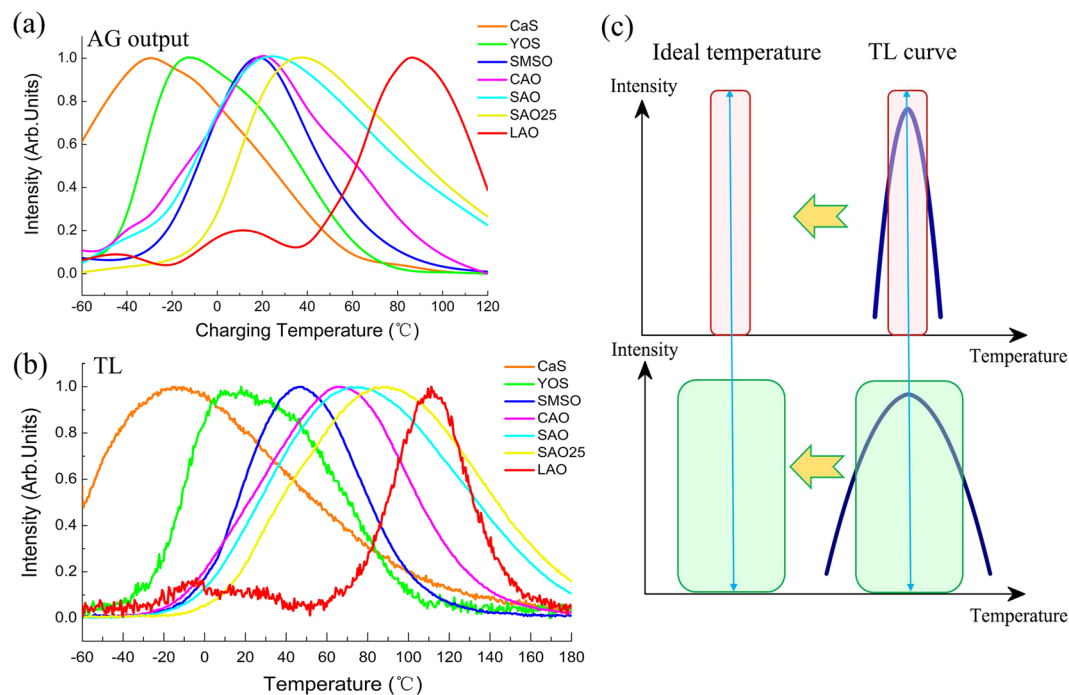 (a)
AG output
CaS
YOS
SMSO
CAO
SAO
SAO25
LAO
Intensity (Arb.Units)
1.0
0.8
0.6
0.4
0.2
0.0
-60 -40 -20 0 20 40 60 80 100 120
Charging Temperature (℃)
(b)
TL
CaS
YOS
SMSO
CAO
SAO
SAO25
LAO
Intensity (Arb.Units)
1.0
0.8
0.6
0.4
0.2
0.0
-60 -40 -20 0 20 40 60 80 100 120 140 160 180
Temperature (℃)
(c)
Ideal temperature TL curve
Intensity
Temperature
Intensity
Temperature